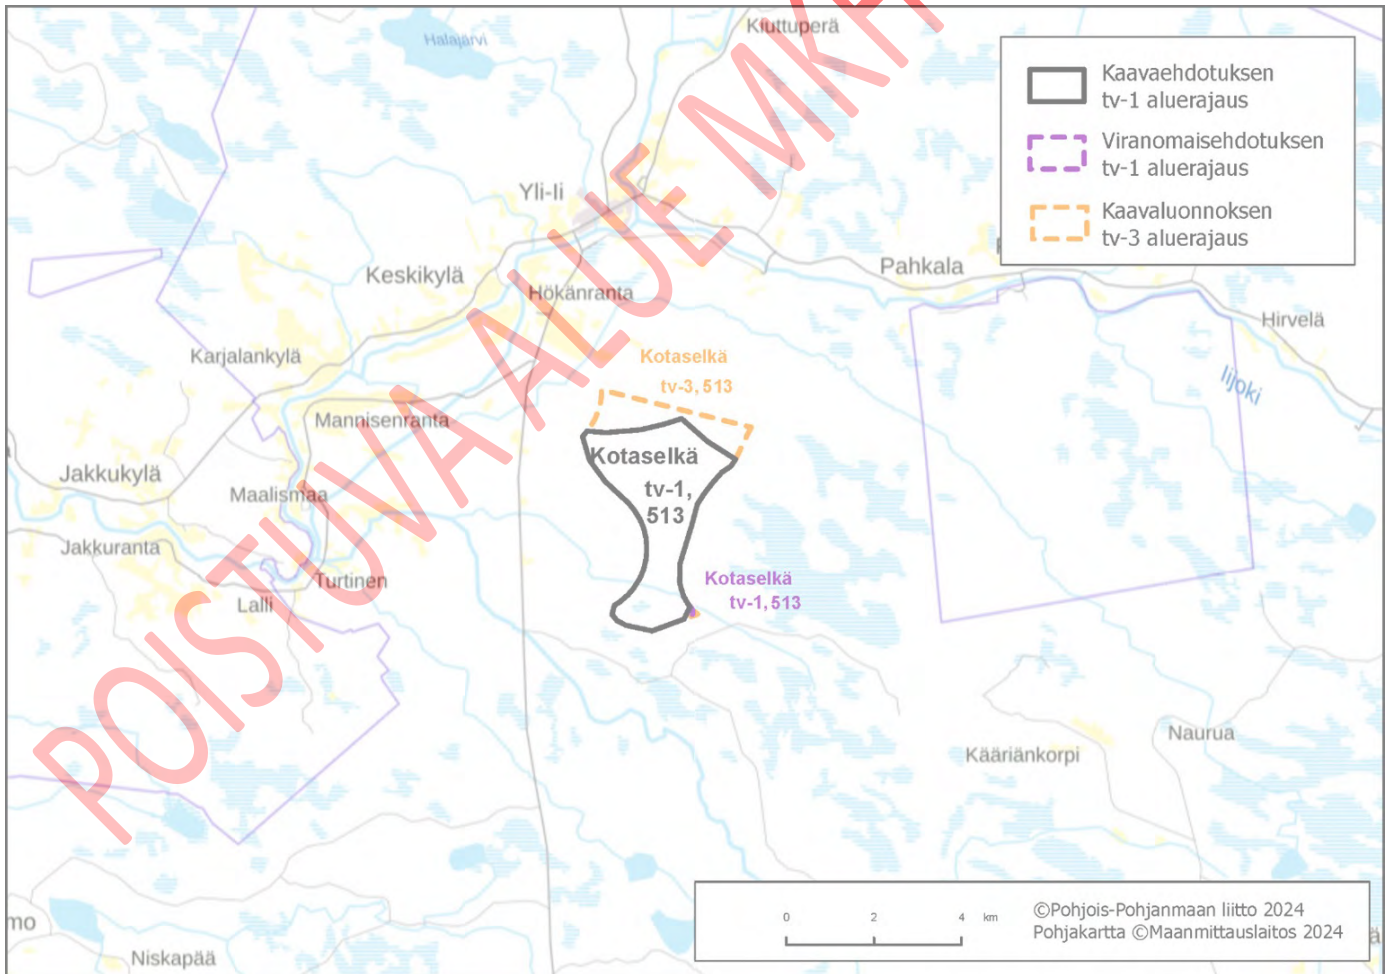 Kiuttuperä
Halajärvi
Kaavaehdotuksen
tv-1 aluerajaus
Viranomaisehdotuksen
tv-1 aluerajaus
Kaavaluonnoksen
tv-3 aluerajaus
Yli-Ii
Keskikylä
Pahkala
Hökänranta
Hirvelä
Karjalankylä
Kotaselkä
tv-3, 513
Iijoki
Mannisenranta
Kotaselkä
tv-1,
513
Jakkukylä
Maalismaa
Jakkuranta
Turtinen
Lalli
Kotaselkä
tv-1, 513
Naurua
Kääriänkorpi
POISTUVA ALUE MKH
0 2 4 km
©Pohjois-Pohjanmaan liitto 2024
Pohjakartta ©Maanmittauslaitos 2024
mo
Niskapää